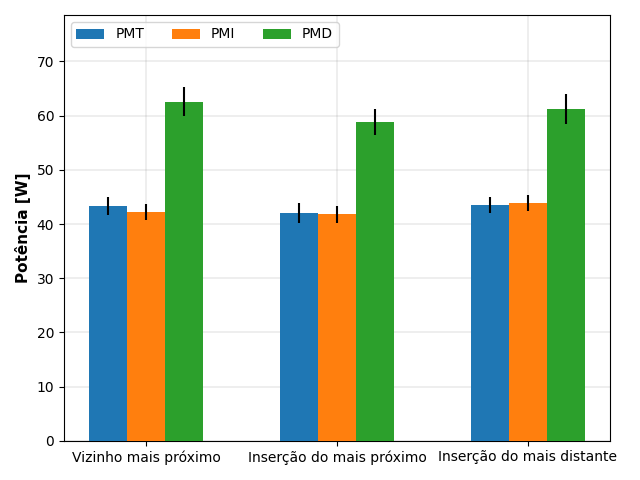 PMT PMI PMD
Potência [W]
70
60
50
40
30
20
10
0
Vizinho mais próximo Inserção do mais próximo Inserção do mais distante